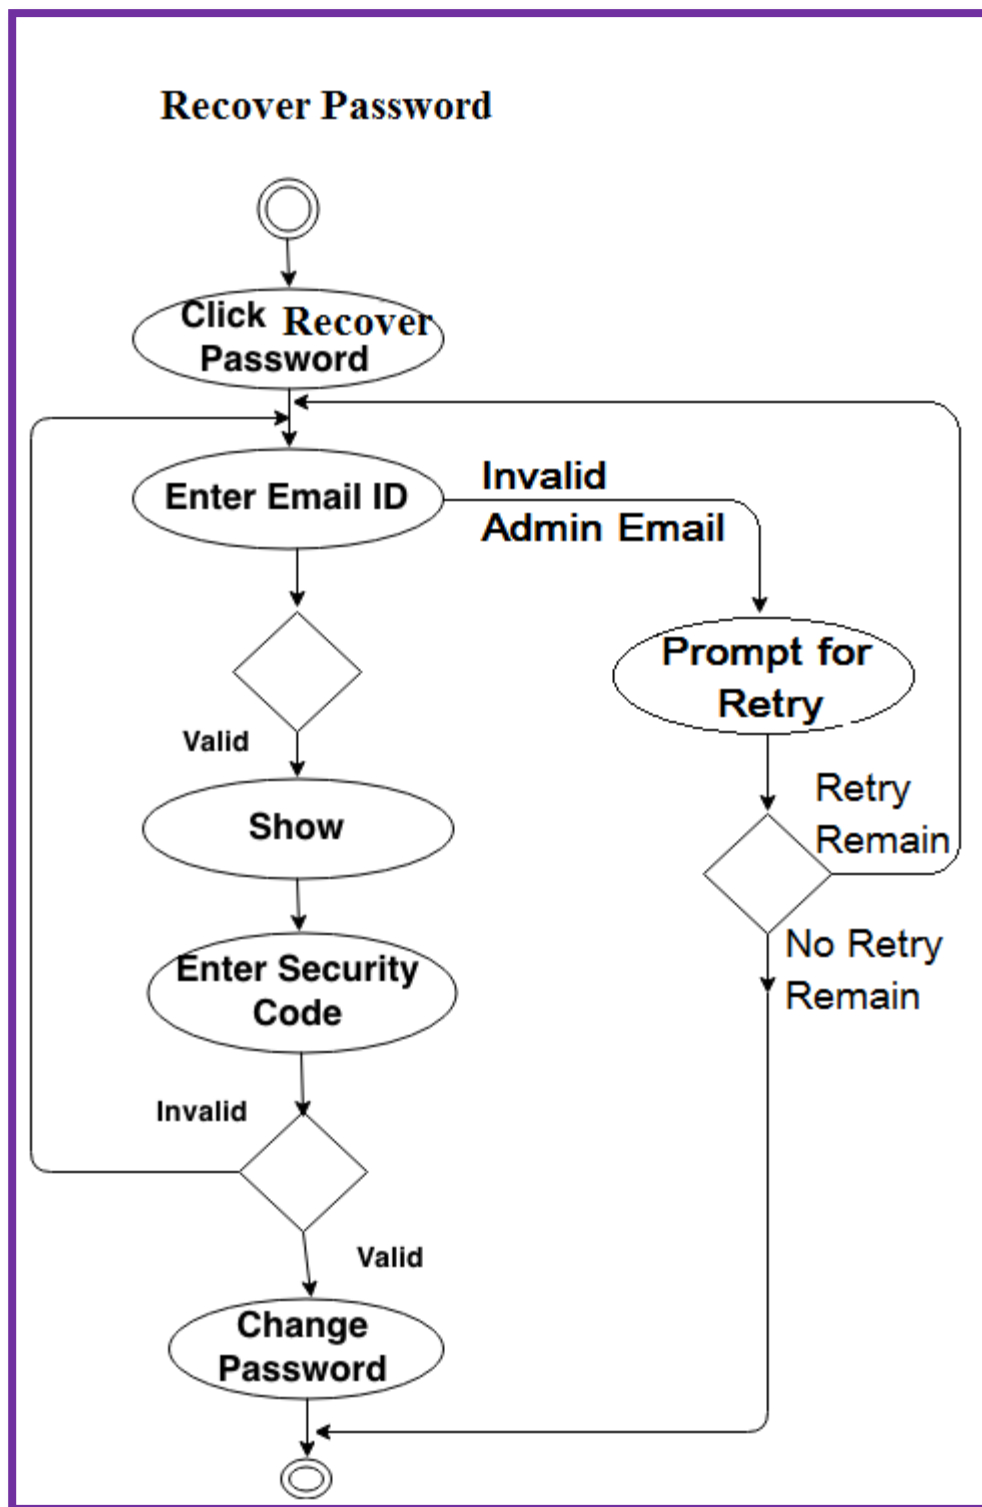 Recover Password
Click Recover
Password
Enter Email ID
Invalid
Admin Email
Prompt for
Retry
Valid
Show
Retry
Remain
Enter Security
Code
No Retry
Remain
Invalid
Valid
Change
Password